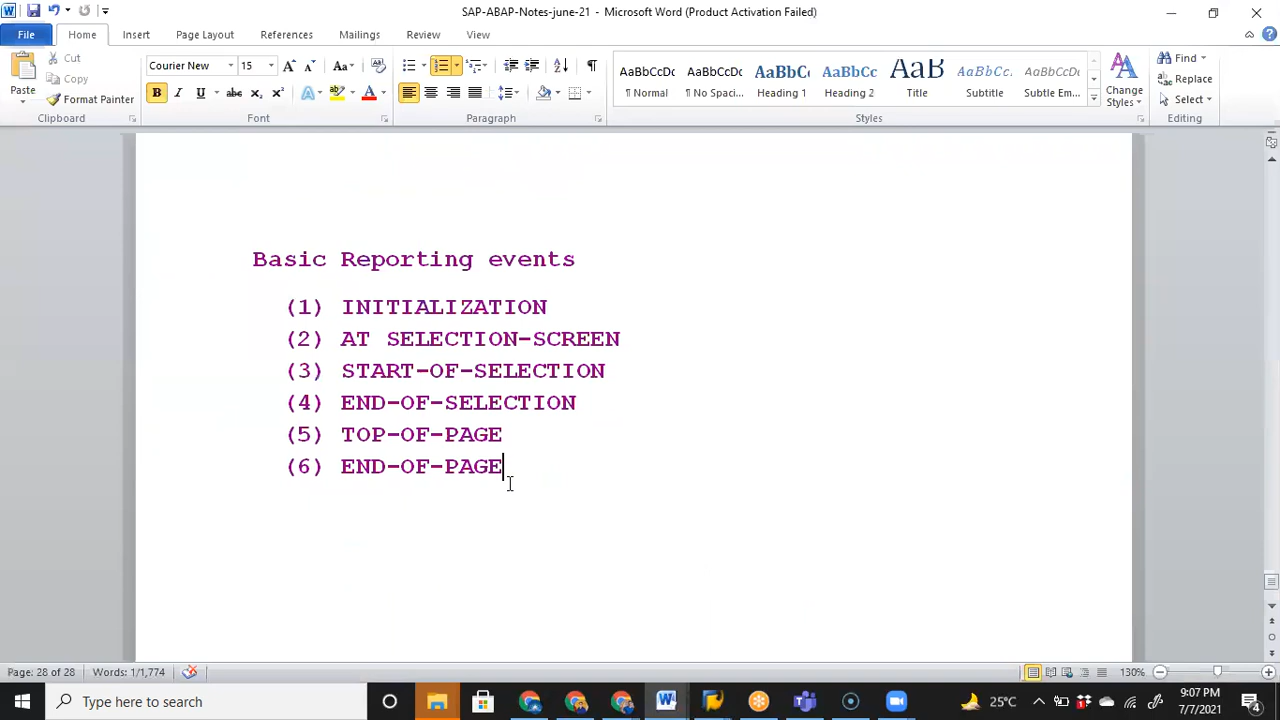 SAP-ABAP-Notes-june-21 - Microsoft Word (Product Activation Failed)
File Home Insert Page Layout References Mailings Review View
Paste Cut Copy Format Painter
Courier New 15
AaBbCcDc AaBbCcDc AaBbCc AaBbCc AaB AaBbCcL AaBbCcDc
¶ Normal ¶ No Spaci... Heading 1 Heading 2 Title Subtitle Subtle Em...
Change Styles
Find Replace Select
Clipboard Font Paragraph Styles Editing
Basic Reporting events
(1) INITIALIZATION
(2) AT SELECTION-SCREEN
(3) START-OF-SELECTION
(4) END-OF-SELECTION
(5) TOP-OF-PAGE
(6) END-OF-PAGE
Page: 28 of 28 Words: 1/1,774 130%
Type here to search 25°C 9:07 PM
7/7/2021 4